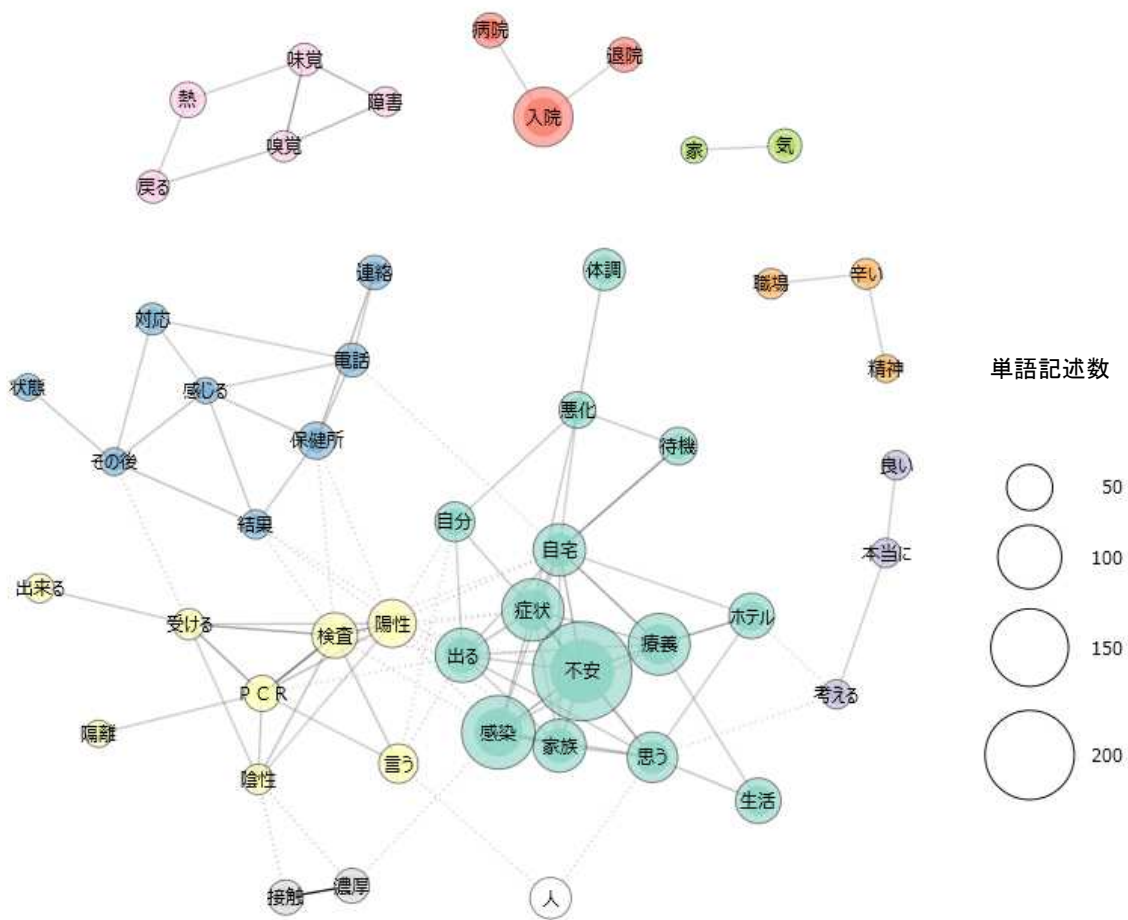 病院
味覚
退院
熱
障害
入院
嗅覚
家
気
戻る
連絡
体調
職場
辛い
対応
電話
精神
単語記述数
状態
感じる
悪化
保健所
待機
その後
良い
50
結果
自分
自宅
本当に
100
出来る
受ける
検査
陽性
症状
ホテル
出る
不安
療養
150
PCR
考える
隔離
感染
家族
思う
陰性
言う
200
生活
接触
濃厚
人